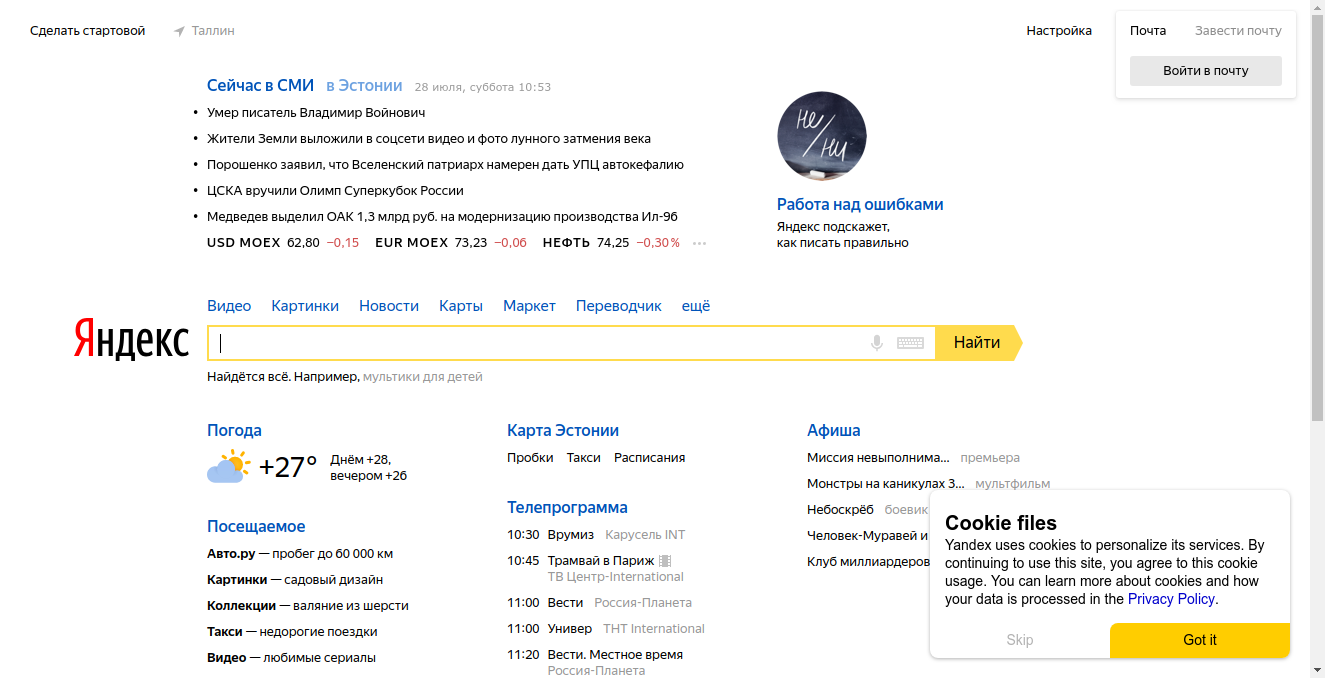 Сделать стартовой
Таллин
Настройка
Почта
Завести почту
Войти в почту
Сейчас в СМИ в Эстонии 28 июля, суббота 10:53
Умер писатель Владимир Войнович
Жители Земли выложили в соцсети видео и фото лунного затмения века
Порошенко заявил, что Вселенский патриарх намерен дать УПЦ автокефалию
ЦСКА вручили Олимп Суперкубок России
Медведев выделил ОАК 1,3 млрд руб. на модернизацию производства Ил-96
USD MOEX 62,80 −0,15 EUR MOEX 73,23 −0,06 НЕФТЬ 74,25 −0,30%
не/
ни
Работа над ошибками
Яндекс подскажет,
как писать правильно
Видео Картинки Новости Карты Маркет Переводчик ещё
Яндекс
Найти
Найдётся всё. Например, мультики для детей
Погода
+27°
Днём +28,
вечером +26
Посещаемое
Авто.ру — пробег до 60 000 км
Картинки — садовый дизайн
Коллекции — валяние из шерсти
Такси — недорогие поездки
Видео — любимые сериалы
Карта Эстонии
Пробки Такси Расписания
Телепрограмма
10:30 Врумиз Карусель INT
10:45 Трамвай в Париж
ТВ Центр-International
11:00 Вести Россия-Планета
11:00 Универ ТНТ International
11:20 Вести. Местное время
Россия-Планета
Афиша
Миссия невыполнима... премьера
Монстры на каникулах 3... мультфильм
Небоскрёб боевик
Человек-Муравей и
Клуб миллиардеров
Cookie files
Yandex uses cookies to personalize its services. By
continuing to use this site, you agree to this cookie
usage. You can learn more about cookies and how
your data is processed in the Privacy Policy.
Skip
Got it